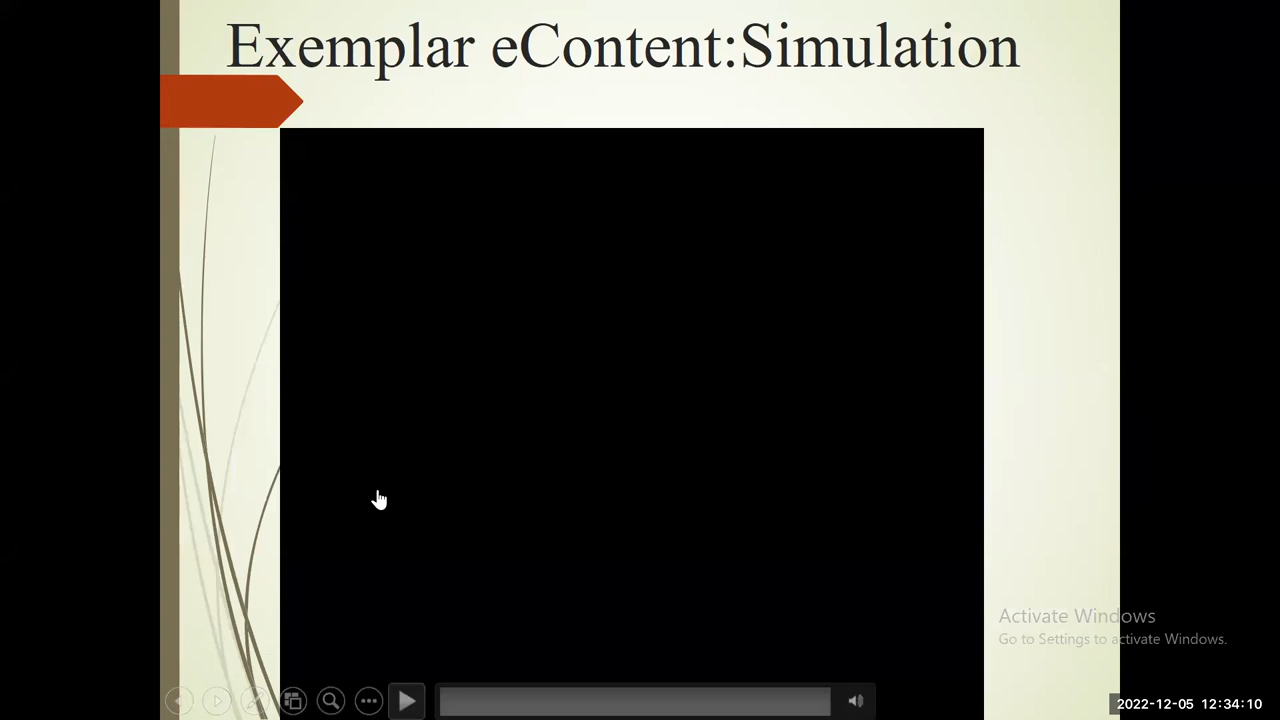 Exemplar eContent:Simulation
Activate Windows
Go to Settings to activate Windows.
2022-12-05 12:34:10